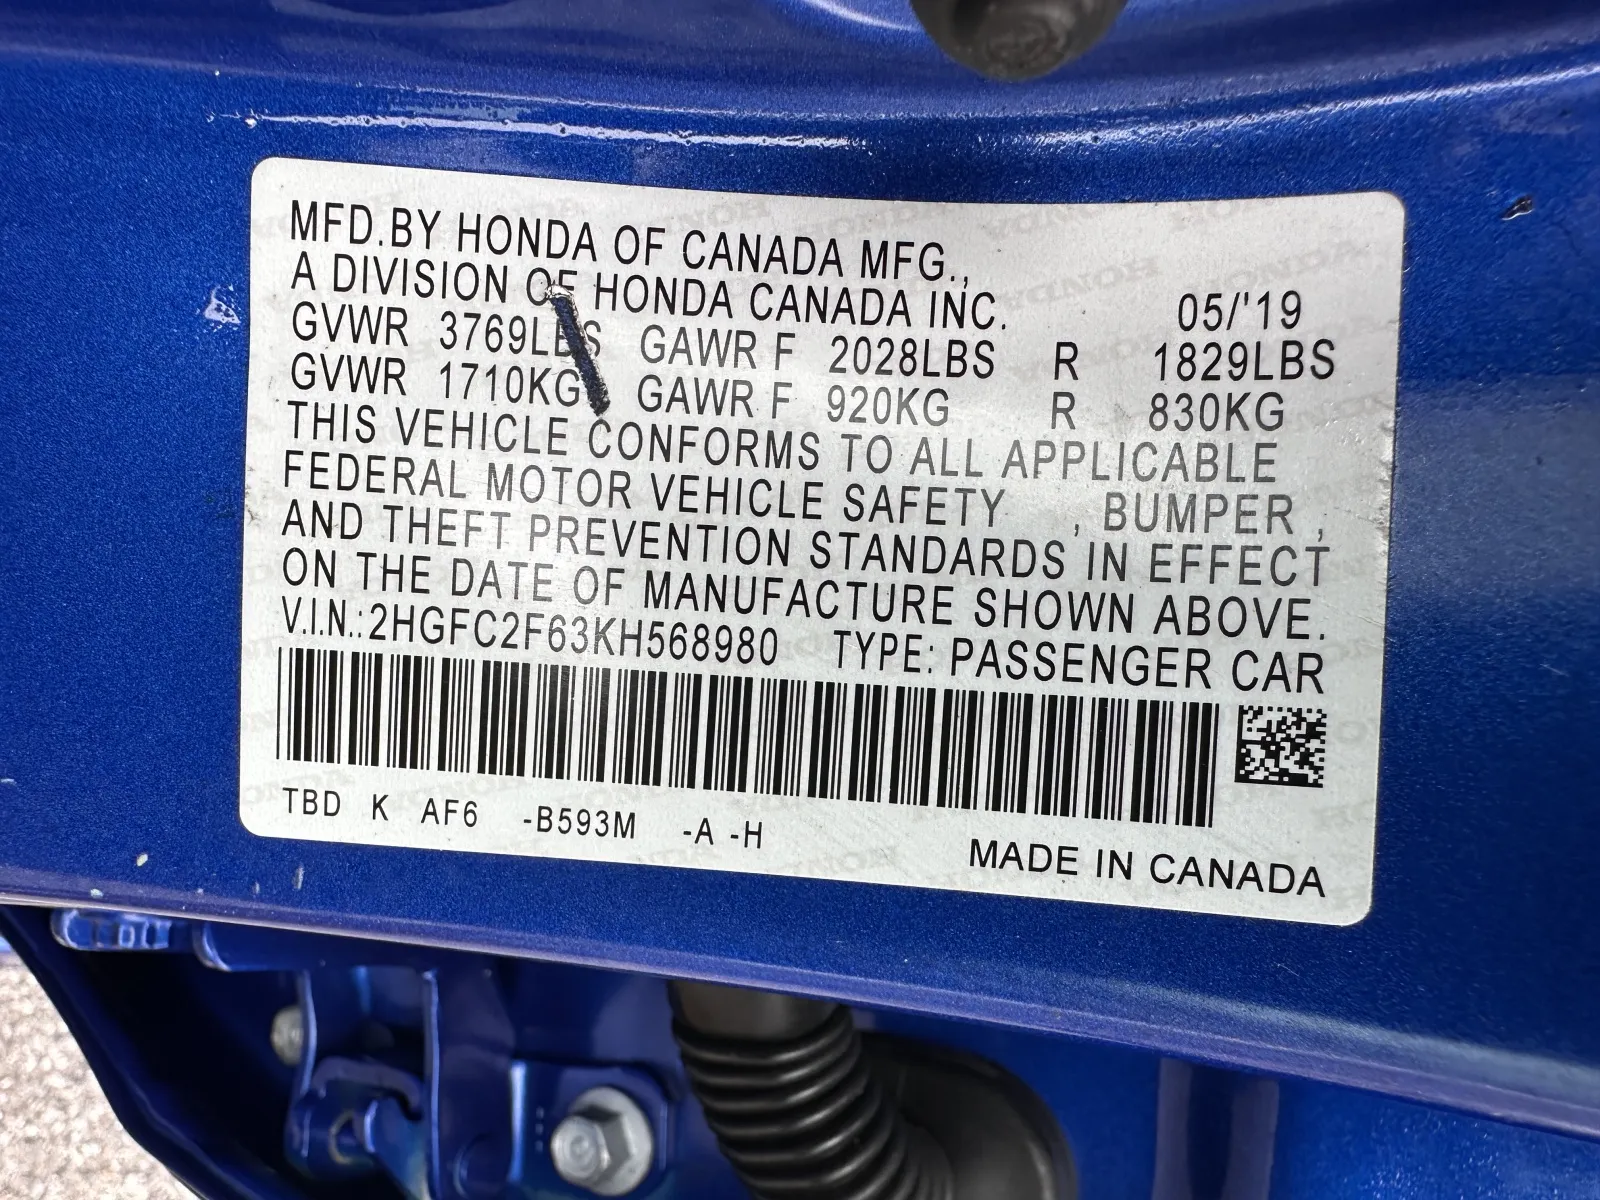 MFD.BY HONDA OF CANADA MFG.,
A DIVISION OF HONDA CANADA INC. 05/'19
GVWR 3769LBS GAWR F 2028LBS R 1829LBS
GVWR 1710KG GAWR F 920KG R 830KG
THIS VEHICLE CONFORMS TO ALL APPLICABLE
FEDERAL MOTOR VEHICLE SAFETY , BUMPER ,
AND THEFT PREVENTION STANDARDS IN EFFECT
ON THE DATE OF MANUFACTURE SHOWN ABOVE.
V.I.N.:2HGFC2F63KH568980 TYPE: PASSENGER CAR
TBD K AF6 -B593M -A -H
MADE IN CANADA